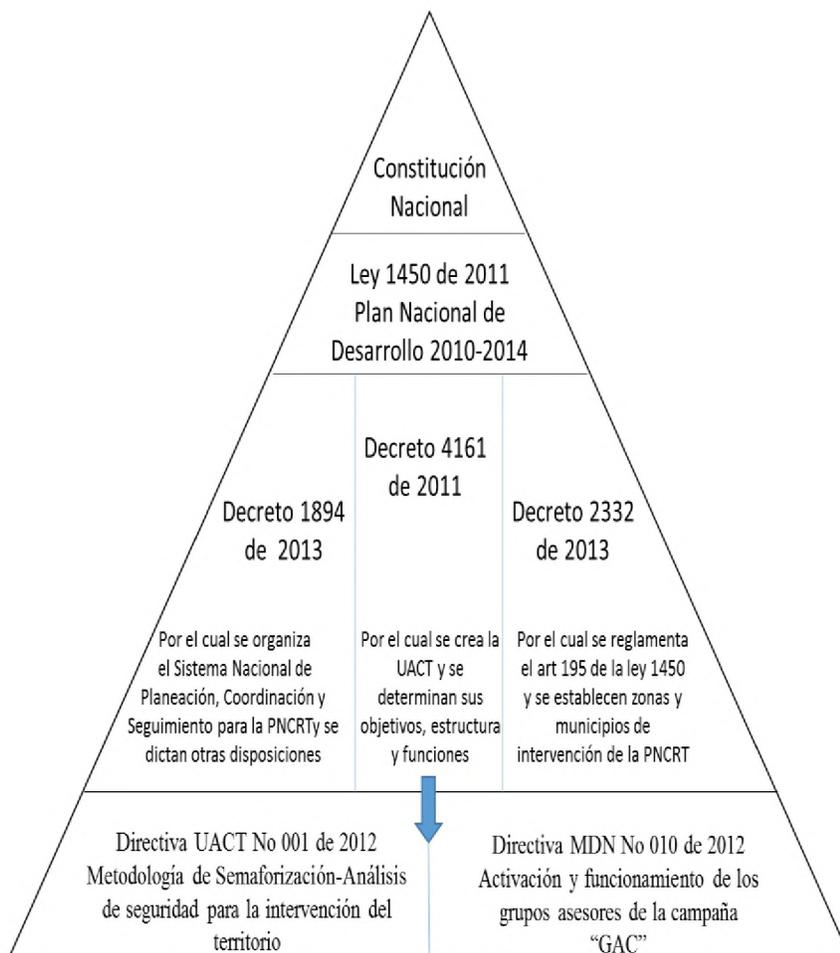 Constitución
Nacional
Ley 1450 de 2011
Plan Nacional de
Desarrollo 2010-2014
Decreto 1894
de 2013
Por el cual se organiza
el Sistema Nacional de
Planeación, Coordinación y
Seguimiento para la PNCRTy se
dictan otras disposiciones
Decreto 4161
de 2011
Por el cual se crea la
UACT y se
determinan sus
objetivos, estructura
y funciones
Decreto 2332
de 2013
Por el cual se reglamenta
el art 195 de la ley 1450
y se establecen zonas y
municipios de
intervención de la PNCRT
Directiva UACT No 001 de 2012
Metodología de Semaforización-Análisis
de seguridad para la intervención del
territorio
Directiva MDN No 010 de 2012
Activación y funcionamiento de los
grupos asesores de la campaña
“GAC”